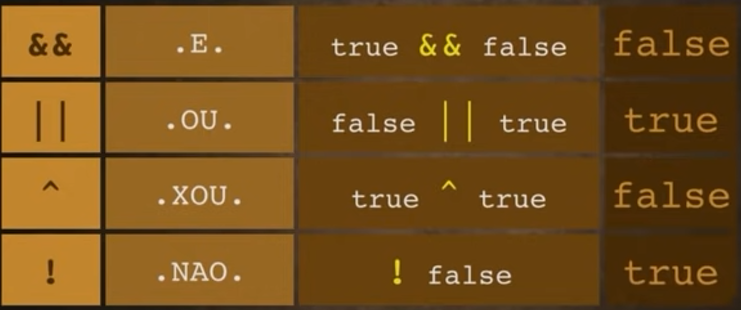 && .E. true && false false
|| .OU. false || true true
^ .XOU. true ^ true false
! .NAO. ! false true